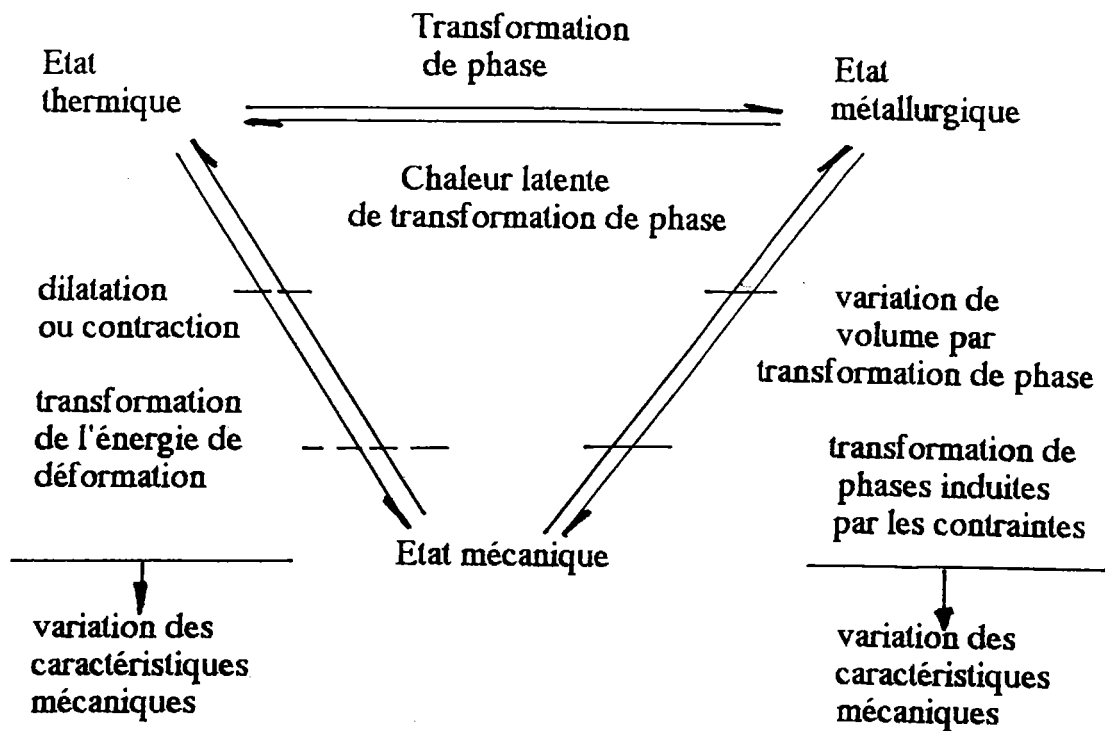 Transformation
de phase
Etat
thermique
Etat
métallurgique
Chaleur latente
de transformation de phase
dilatation
ou contraction
variation de
volume par
transformation de phase
transformation
de l'énergie de
déformation
transformation de
phases induites
par les contraintes
Etat mécanique
variation des
caractéristiques
mécaniques
variation des
caractéristiques
mécaniques